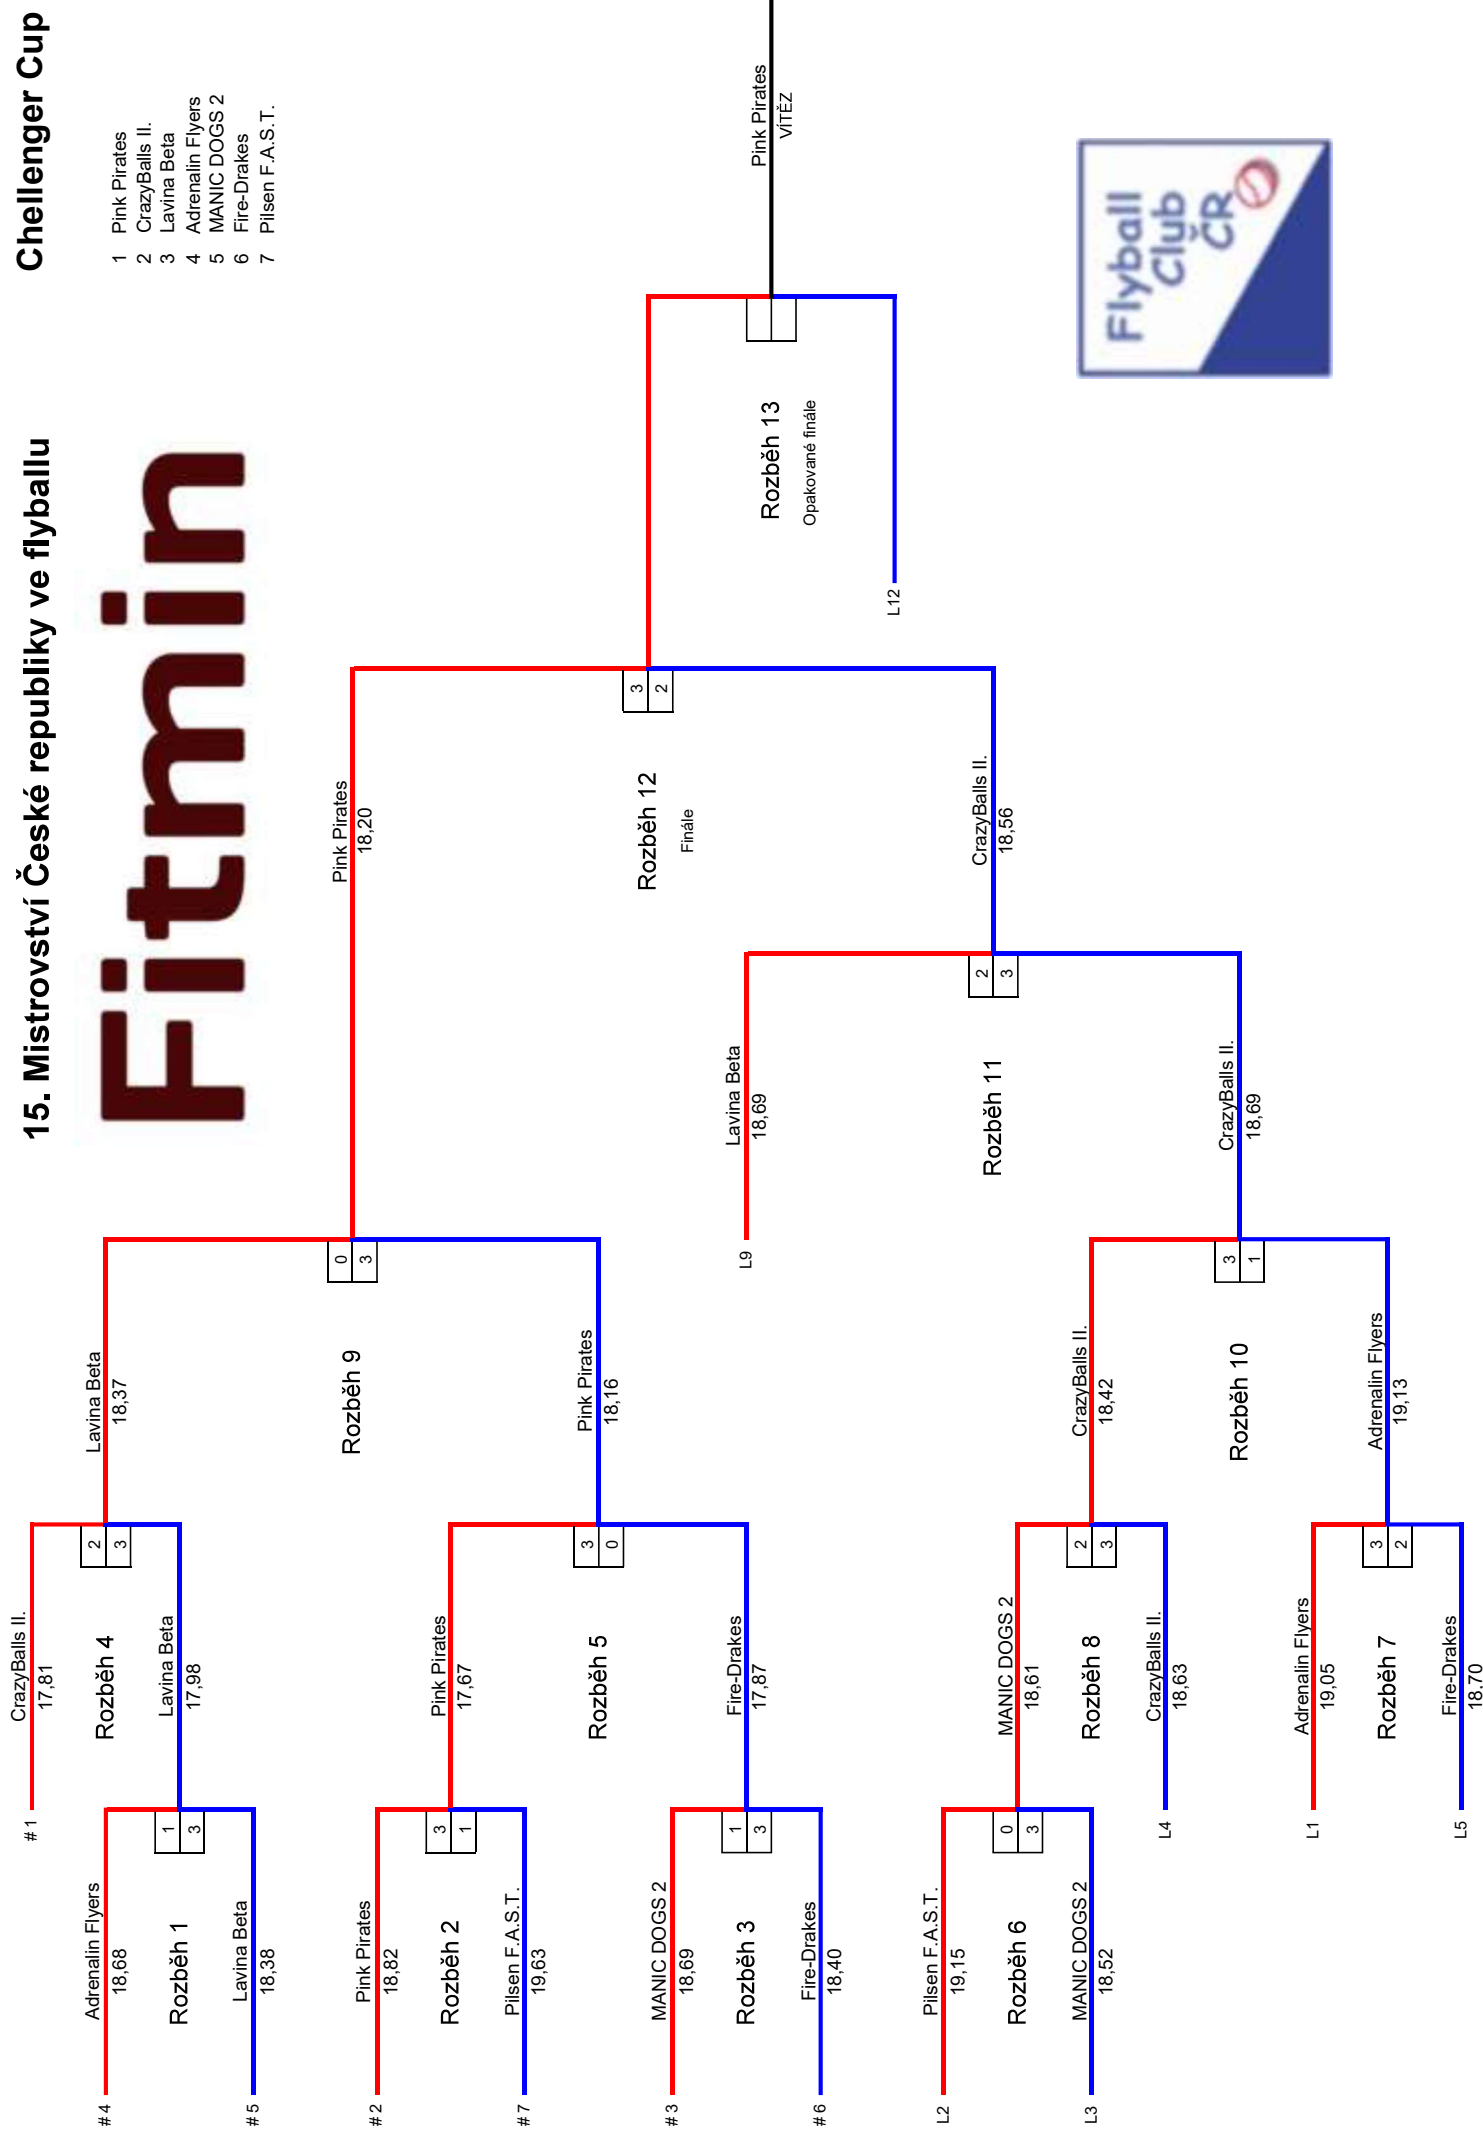 15. Mistrovství České republiky ve flyballu
Chellenger Cup
Fitmin
1 Pink Pirates
2 CrazyBalls II.
3 Lavina Beta
4 Adrenalin Flyers
5 MANIC DOGS 2
6 Fire-Drakes
7 Pilsen F.A.S.T.
# 1
CrazyBalls II.
17,81
Rozběh 4
2
3
Lavina Beta
17,98
# 4
Adrenalin Flyers
18,68
Rozběh 1
1
3
# 5
Lavina Beta
18,38
Lavina Beta
18,37
Rozběh 9
0
3
Pink Pirates
18,16
# 2
Pink Pirates
18,82
Rozběh 2
3
1
# 7
Pilsen F.A.S.T.
19,63
Pink Pirates
17,67
Rozběh 5
3
0
Fire-Drakes
17,87
# 3
MANIC DOGS 2
18,69
Rozběh 3
1
3
# 6
Fire-Drakes
18,40
Pink Pirates
18,20
Rozběh 12
Finále
3
2
CrazyBalls II.
18,56
Rozběh 13
Opakované finále
L12
Pink Pirates
VÍTĚZ
L9
Lavina Beta
18,69
Rozběh 11
2
3
CrazyBalls II.
18,69
L2
Pilsen F.A.S.T.
19,15
Rozběh 6
0
3
L3
MANIC DOGS 2
18,52
MANIC DOGS 2
18,61
Rozběh 8
2
3
L4
CrazyBalls II.
18,63
CrazyBalls II.
18,42
Rozběh 10
3
1
Adrenalin Flyers
19,13
L1
Adrenalin Flyers
19,05
Rozběh 7
3
2
L5
Fire-Drakes
18,70
Flyball
Club
ČR